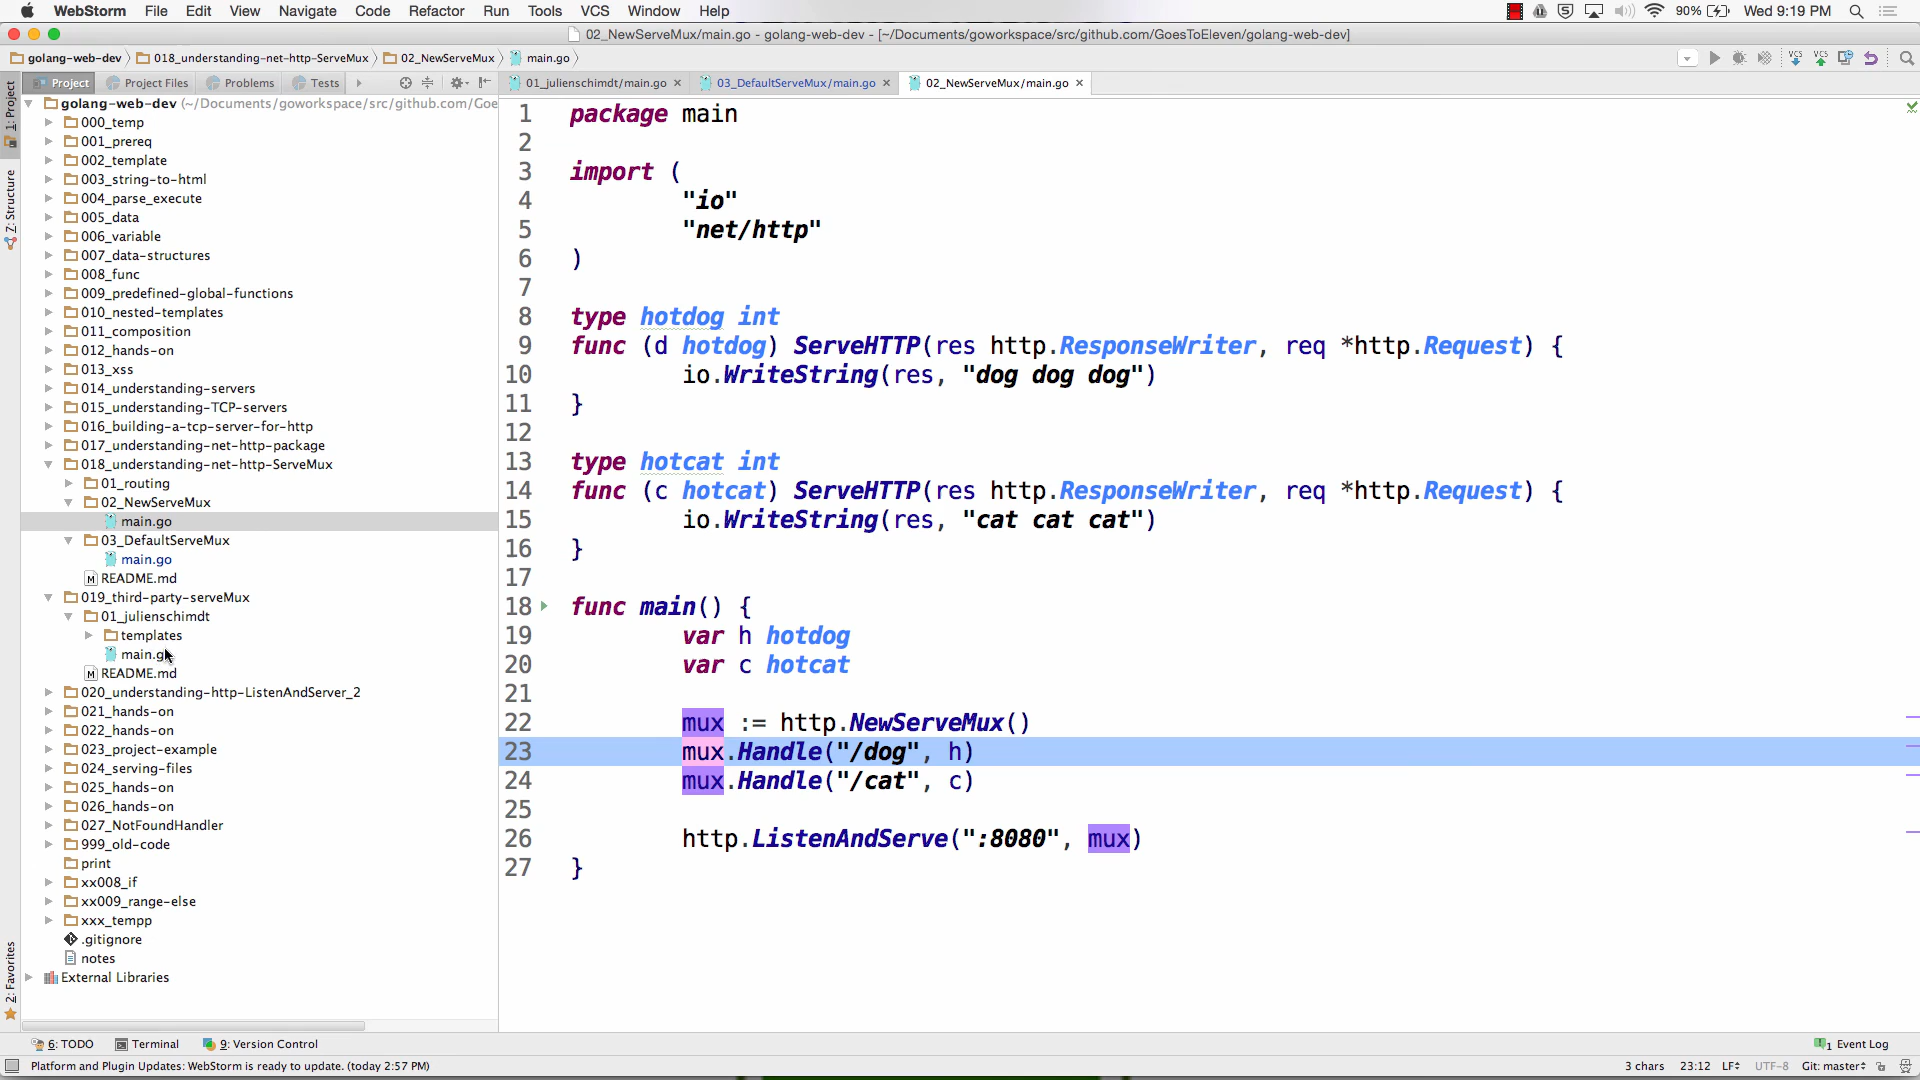 WebStorm File Edit View Navigate Code Refactor Run Tools VCS Window Help 90% Wed 9:19 PM
02_NewServeMux/main.go - golang-web-dev - [~/Documents/goworkspace/src/github.com/GoesToEleven/golang-web-dev]
golang-web-dev 018_understanding-net-http-ServeMux 02_NewServeMux main.go
Project Project Files Problems Tests 01_julienschimdt/main.go 03_DefaultServeMux/main.go 02_NewServeMux/main.go
1: Project
Z: Structure
2: Favorites
golang-web-dev (~/Documents/goworkspace/src/github.com/Goe
000_temp
001_prereq
002_template
003_string-to-html
004_parse_execute
005_data
006_variable
007_data-structures
008_func
009_predefined-global-functions
010_nested-templates
011_composition
012_hands-on
013_xss
014_understanding-servers
015_understanding-TCP-servers
016_building-a-tcp-server-for-http
017_understanding-net-http-package
018_understanding-net-http-ServeMux
01_routing
02_NewServeMux
main.go
03_DefaultServeMux
main.go
README.md
019_third-party-serveMux
01_julienschimdt
templates
main.go
README.md
020_understanding-http-ListenAndServer_2
021_hands-on
022_hands-on
023_project-example
024_serving-files
025_hands-on
026_hands-on
027_NotFoundHandler
999_old-code
print
xx008_if
xx009_range-else
xxx_tempp
.gitignore
notes
External Libraries
1 package main
2
3 import (
4 "io"
5 "net/http"
6 )
7
8 type hotdog int
9 func (d hotdog) ServeHTTP(res http.ResponseWriter, req *http.Request) {
10 io.WriteString(res, "dog dog dog")
11 }
12
13 type hotcat int
14 func (c hotcat) ServeHTTP(res http.ResponseWriter, req *http.Request) {
15 io.WriteString(res, "cat cat cat")
16 }
17
18 func main() {
19 var h hotdog
20 var c hotcat
21
22 mux := http.NewServeMux()
23 mux.Handle("/dog", h)
24 mux.Handle("/cat", c)
25
26 http.ListenAndServe(":8080", mux)
27 }
6: TODO Terminal 9: Version Control 1 Event Log
Platform and Plugin Updates: WebStorm is ready to update. (today 2:57 PM) 3 chars 23:12 LF UTF-8 Git: master